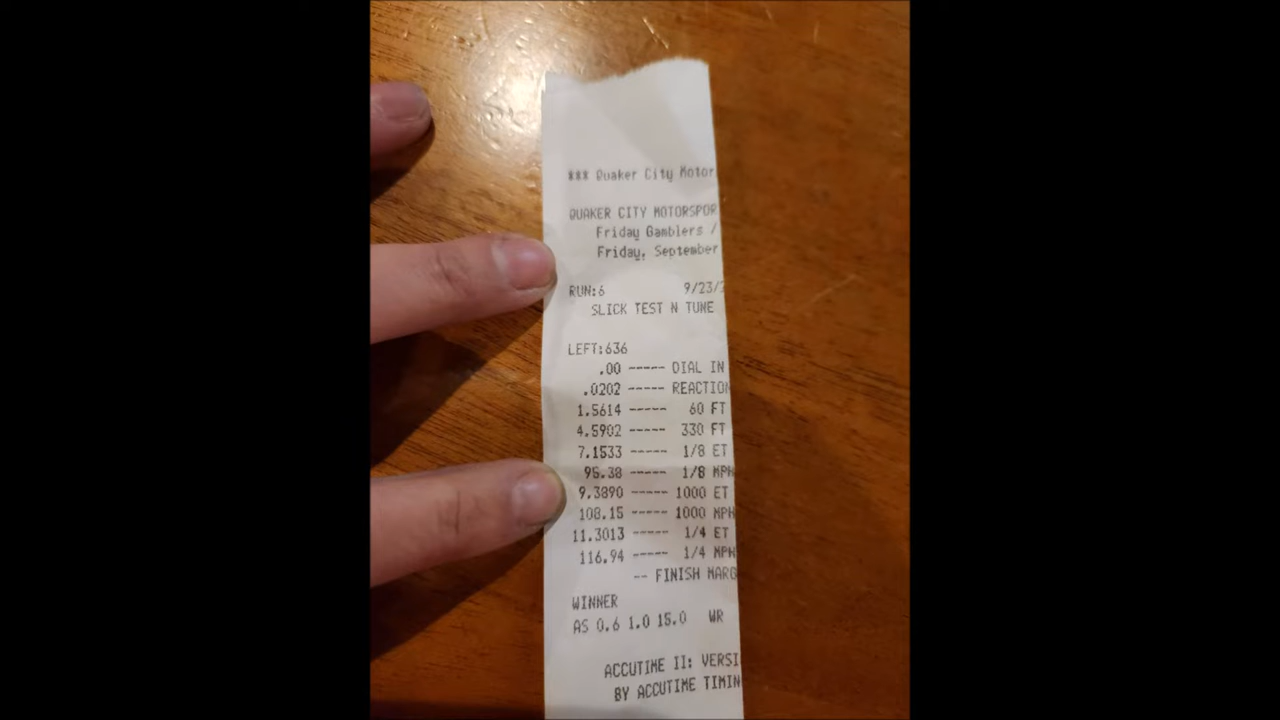 *** Quaker City Motor
QUAKER CITY MOTORSPOR
Friday Gamblers /
Friday, September
RUN:6 9/23/
SLICK TEST N TUNE
LEFT:636
.00 ----- DIAL IN
.0202 ----- REACTION
1.5614 ----- 60 FT
4.5902 ----- 330 FT
7.1533 ----- 1/8 ET
95.38 ----- 1/8 MPH
9.3890 ----- 1000 ET
108.15 ----- 1000 MPH
11.3013 ----- 1/4 ET
116.94 ----- 1/4 MPH
-- FINISH MARG
WINNER
AS 0.6 1.0 15.0 WR
ACCUTIME II: VERSI
BY ACCUTIME TIMIN